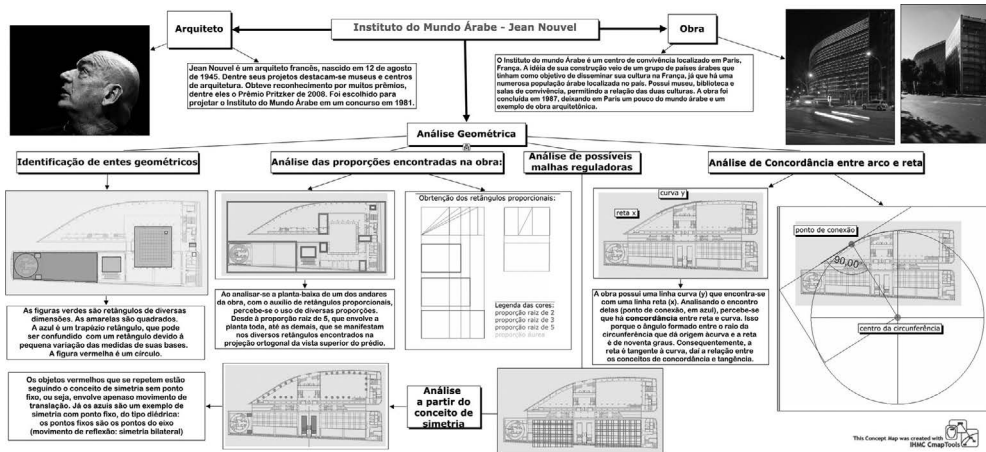 Instituto do Mundo Árabe - Jean Nouvel
Arquiteto
Obra
Jean Nouvel é um arquiteto francês, nascido em 12 de agosto
de 1945. Dentre seus projetos destacam-se museus e centros
de arquitetura. Obteve reconhecimento por muitos prêmios,
dentre eles o Prêmio Pritzker de 2008. Foi escolhido para
projetar o Instituto do Mundo Árabe em um concurso em 1981.
O Instituto do Mundo Árabe é um centro de convivência localizado em Paris,
França. A idéia de sua construção veio de um grupo de países árabes que
tinham como objetivo de disseminar sua cultura na França, já que há uma
numerosa população árabe localizada no país. Possui museu, biblioteca e
salas de convivência, permitindo a relação das duas culturas. A obra foi
concluída em 1987, deixando em Paris um pouco do mundo árabe e um
exemplo de obra arquitetônica.
Análise Geométrica
Identificação de entes geométricos
Análise das proporções encontradas na obra:
Análise de possíveis
malhas reguladoras
Análise de Concordância entre arco e reta
Obrtenção dos retângulos proporcionais:
Legenda das cores:
proporção raiz de 2
proporção raiz de 3
proporção raiz de 5
proporção áurea
curva y
reta x
ponto de conexão
90,00°
centro da circunferência
As figuras verdes são retângulos de diversas
dimensões. As amarelas são quadrados.
A azul é um trapézio retângulo, que pode
ser confundido com um retângulo devido à
pequena variação das medidas de suas bases.
A figura vermelha é um círculo.
Ao analisar-se a planta-baixa de um dos andares
da obra, com o auxilio de retângulos proporcionais,
percebe-se o uso de diversas proporções.
Desde à proporção raiz de 5, que envolve a
planta toda, até as demais, que se manifestam
nos diversos retângulos encontrados na
projeção ortogonal da vista superior do prédio.
A obra possui uma linha curva (y) que encontra-se
com uma linha reta (x). Analisando o encontro
delas (ponto de conexão, em azul), percebe-se
que há concordância entre reta e curva. Isso
porque o ângulo formado entre o raio da
circunferência que dá origem àcurva e a reta
é de noventa graus. Consequentemente, a
reta é tangente à curva, daí a relação entre
os conceitos de concordância e tangência.
Os objetos vermelhos que se repetem estão
seguindo o conceito de simetria sem ponto
fixo, ou seja, envolve apenaso movimento de
translação. Já os azuis são um exemplo de
simetria com ponto fixo, do tipo diédrica:
os pontos fixos são os pontos do eixo
(movimento de reflexão: simetria bilateral)
Análise
a partir do
conceito de
simetria
This Concept Map was created with
IHMC CmapTools